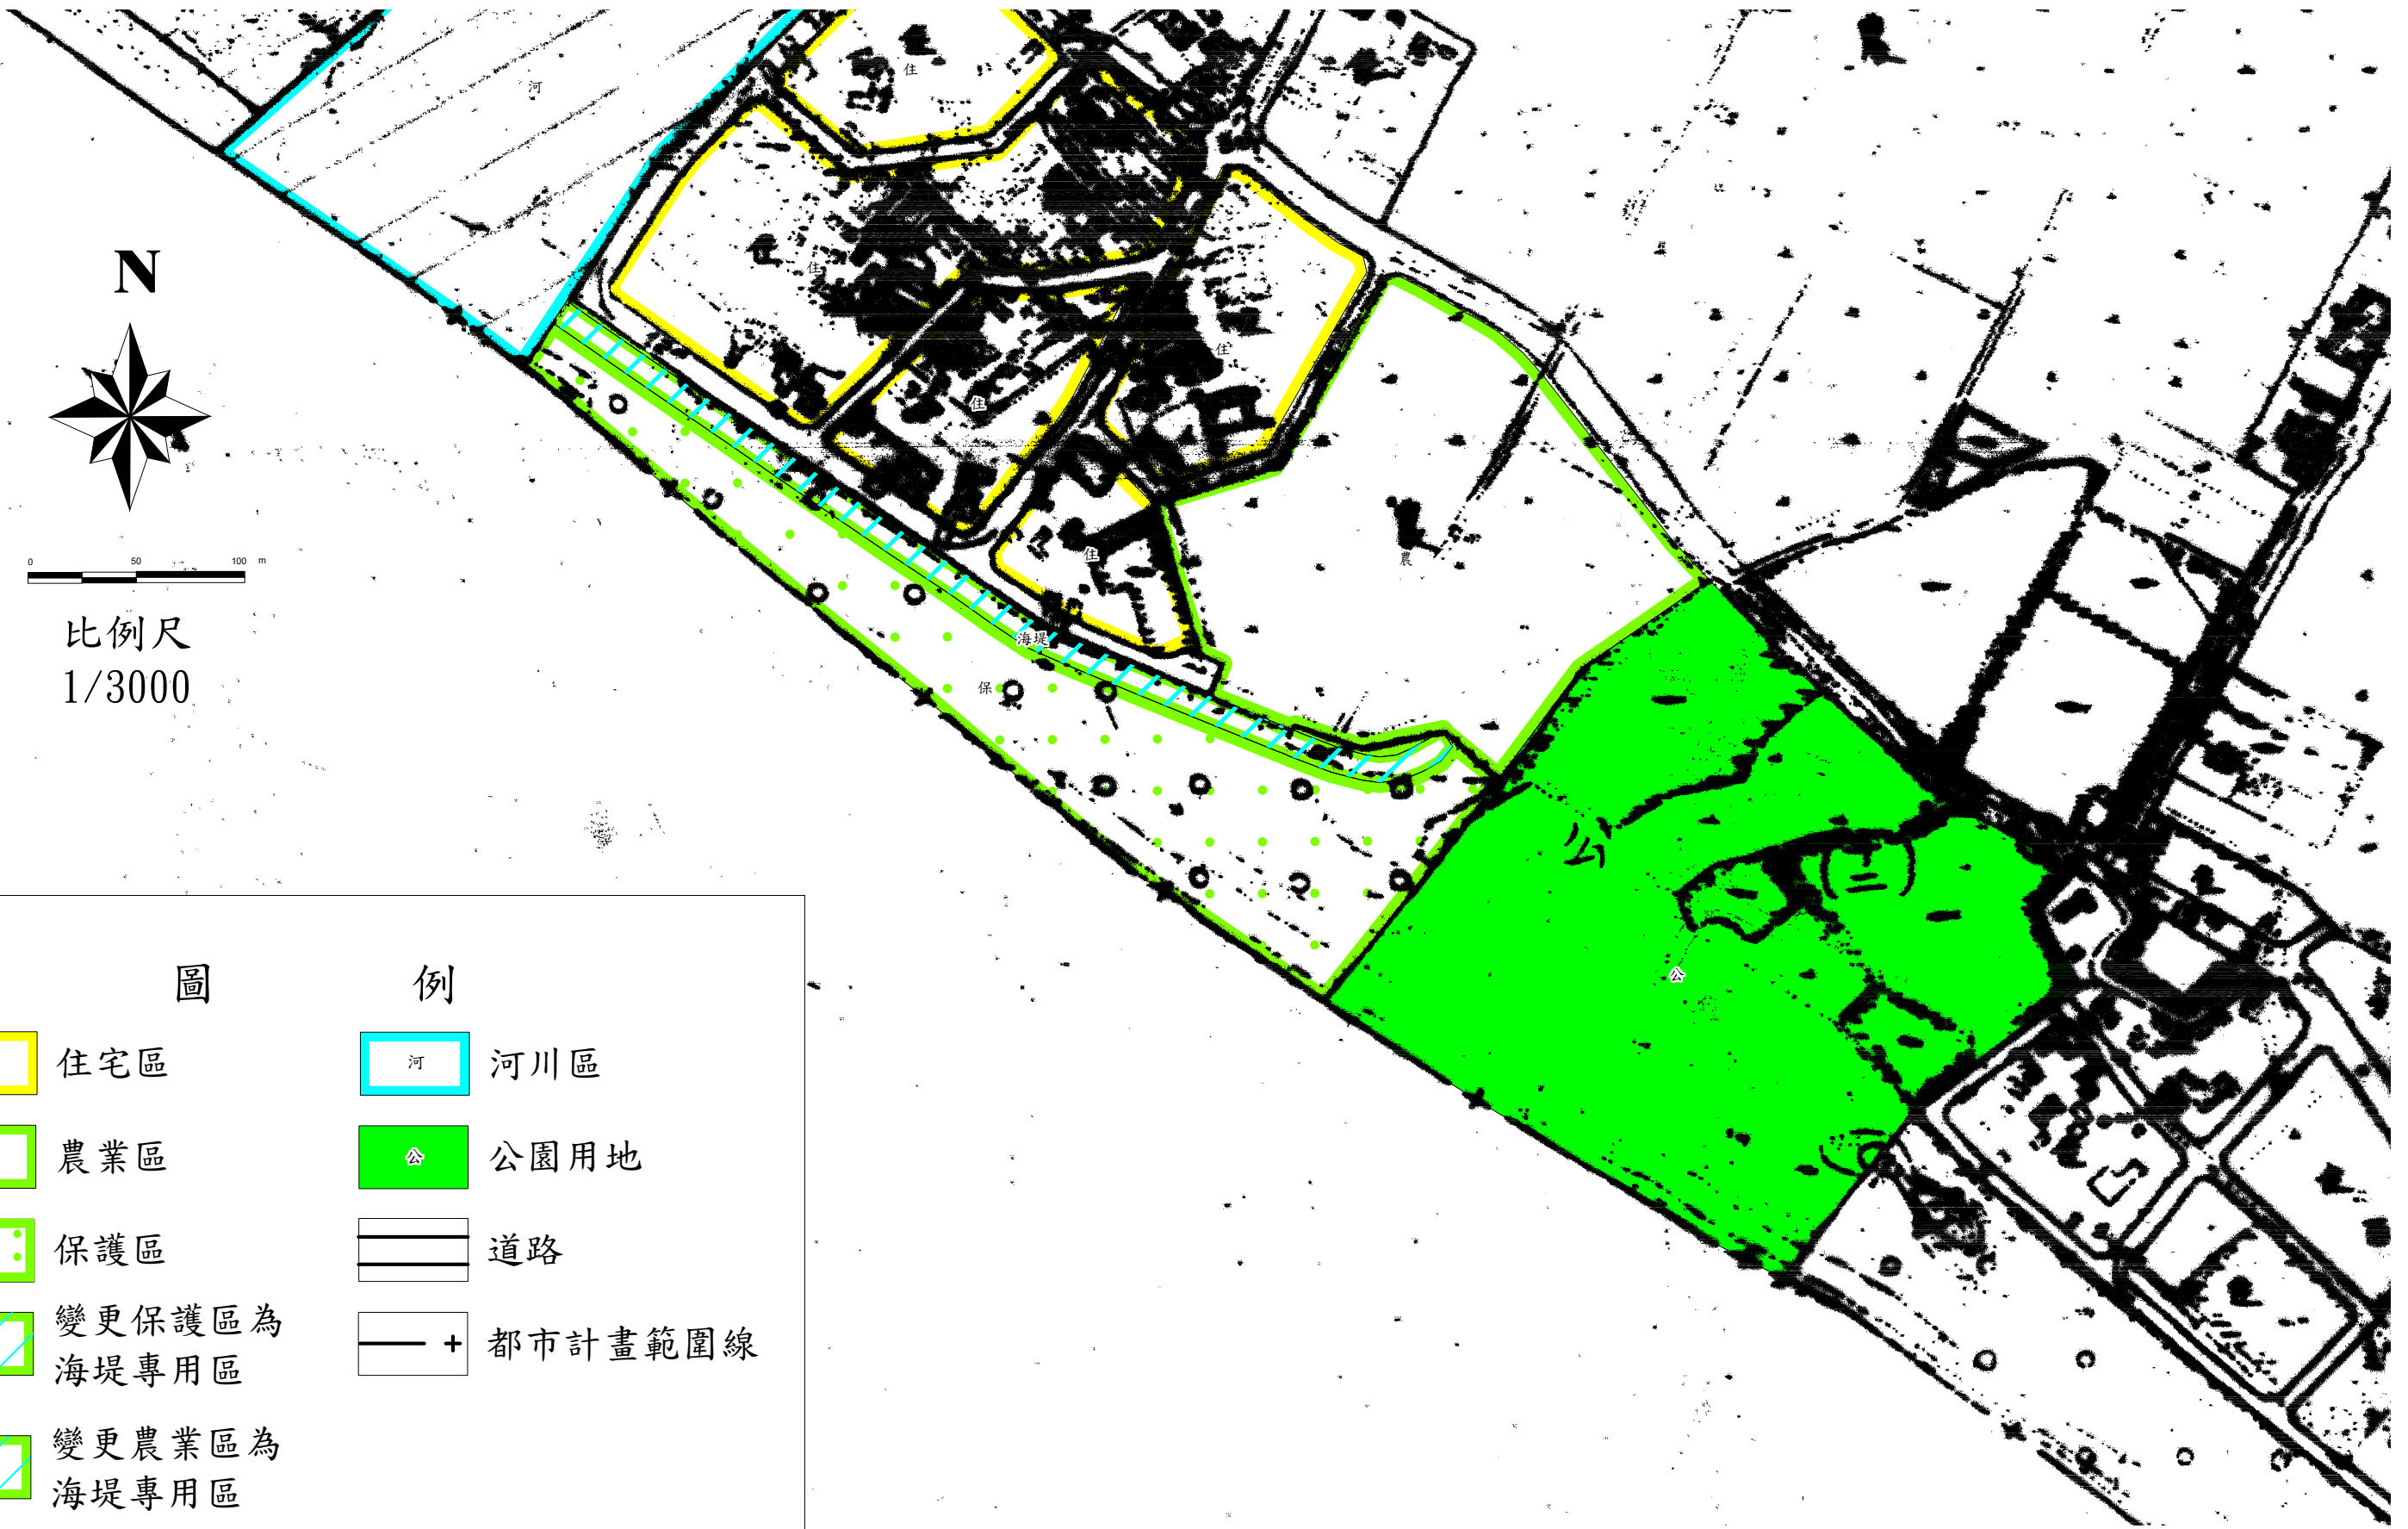 河
住
N
住
住
住
0 50 100 m
農
住
比例尺
1/3000
海堤
保
公
(三)
公
圖 例
住宅區
河 河川區
農業區
公 公園用地
保護區
道路
變更保護區為
海堤專用區
都市計畫範圍線
變更農業區為
海堤專用區